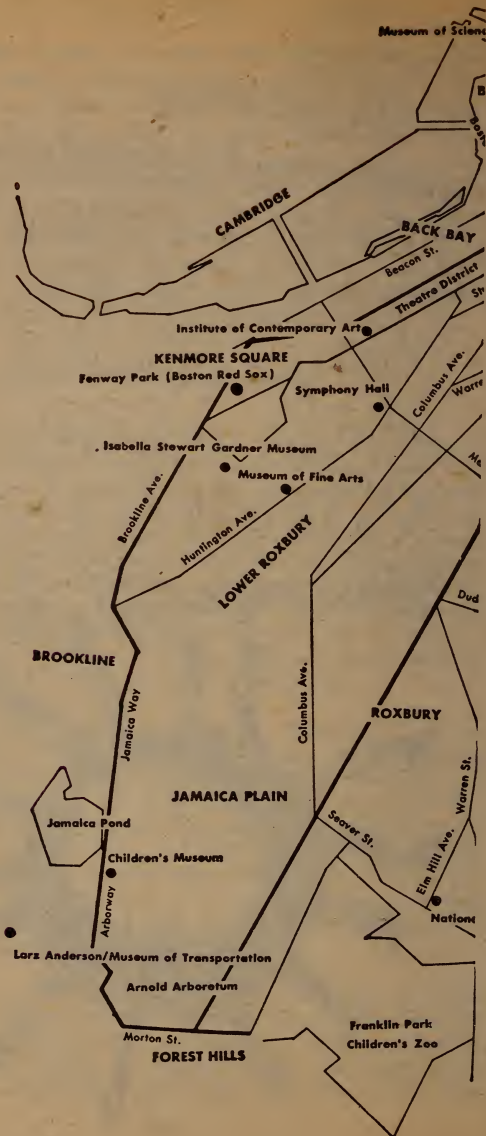 Museum of
CAMBRIDGE
BACK BAY
Beacon St.
Theatre District
Institute of Contemporary Art
KENMORE SQUARE
Fenway Park (Boston Red Sox)
Symphony Hall
Columbus Ave.
Isabella Stewart Gardner Museum
Museum of Fine Arts
Brookline Ave.
Huntington Ave.
LOWER ROXBURY
BROOKLINE
Columbus Ave.
ROXBURY
Jamaica Way
JAMAICA PLAIN
Warren St.
Seaver St.
Jamaica Pond
Children's Museum
Elm Hill Ave.
Arborway
Larz Anderson/Museum of Transportation
Arnold Arboretum
Morton St.
FOREST HILLS
Franklin Park
Children's Zoo